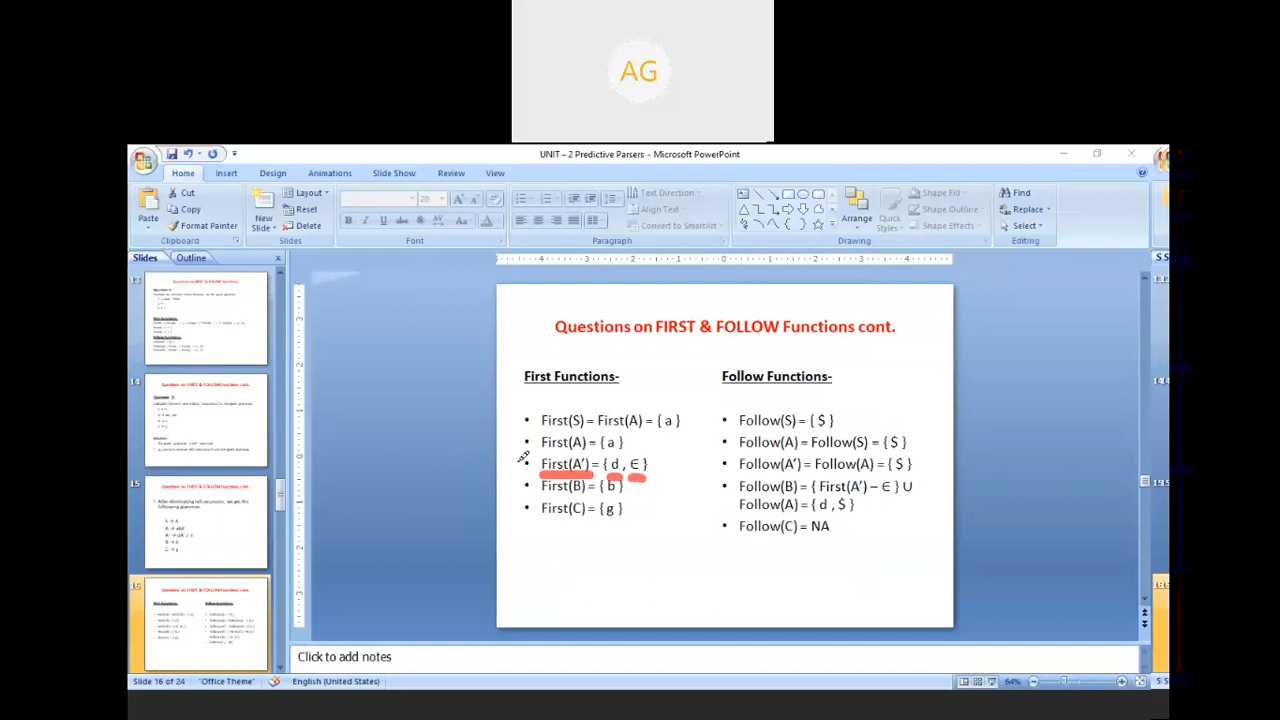 AG
UNIT – 2 Predictive Parsers - Microsoft PowerPoint
Home Insert Design Animations Slide Show Review View
Paste Cut Copy Format Painter Clipboard
New Slide Layout Reset Delete Slides
20 Font
Text Direction Align Text Convert to SmartArt Paragraph
Arrange Quick Styles Shape Fill Shape Outline Shape Effects Drawing
Find Replace Select Editing
Slides Outline
14
15
16
Questions on FIRST & FOLLOW Functions cont.
First Functions-
• First(S) = First(A) = { a }
• First(A) = { a }
• First(A’) = { d , ∈ }
• First(B) = { b }
• First(C) = { g }
Follow Functions-
• Follow(S) = { $ }
• Follow(A) = Follow(S) = { $ }
• Follow(A’) = Follow(A) = { $ }
• Follow(B) = { First(A’) – ∈ } ∪
Follow(A) = { d , $ }
• Follow(C) = NA
Click to add notes
Slide 16 of 24 "Office Theme" English (United States) 64%